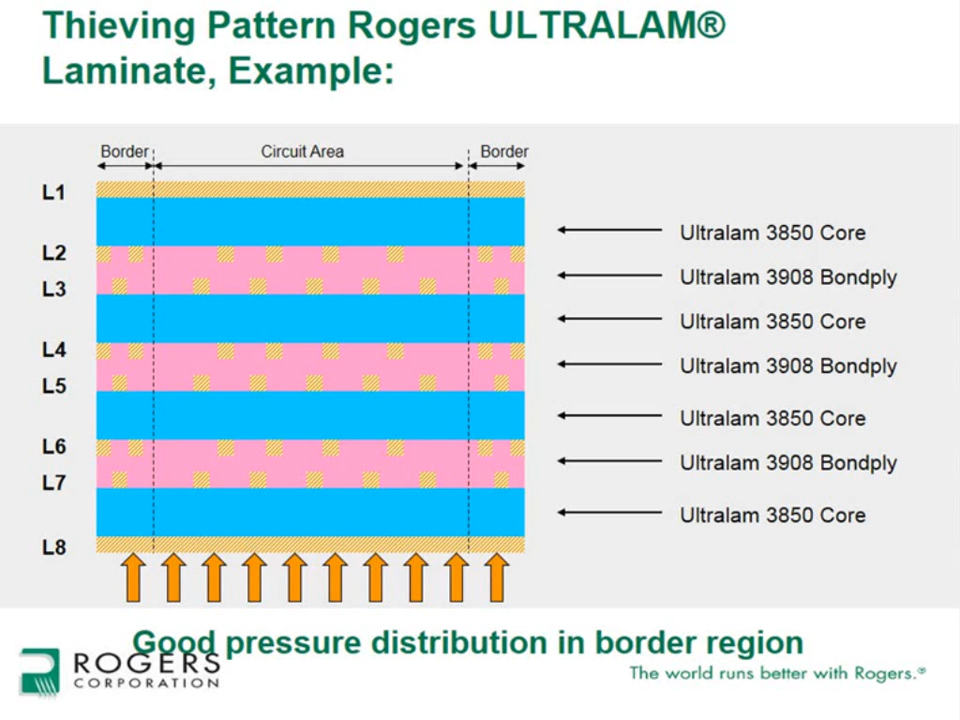 Thieving Pattern Rogers ULTRALAM®
Laminate, Example:
Border
Circuit Area
Border
L1
L2
L3
L4
L5
L6
L7
L8
Ultralam 3850 Core
Ultralam 3908 Bondply
Ultralam 3850 Core
Ultralam 3908 Bondply
Ultralam 3850 Core
Ultralam 3908 Bondply
Ultralam 3850 Core
Good pressure distribution in border region
ROGERS
CORPORATION
The world runs better with Rogers.®